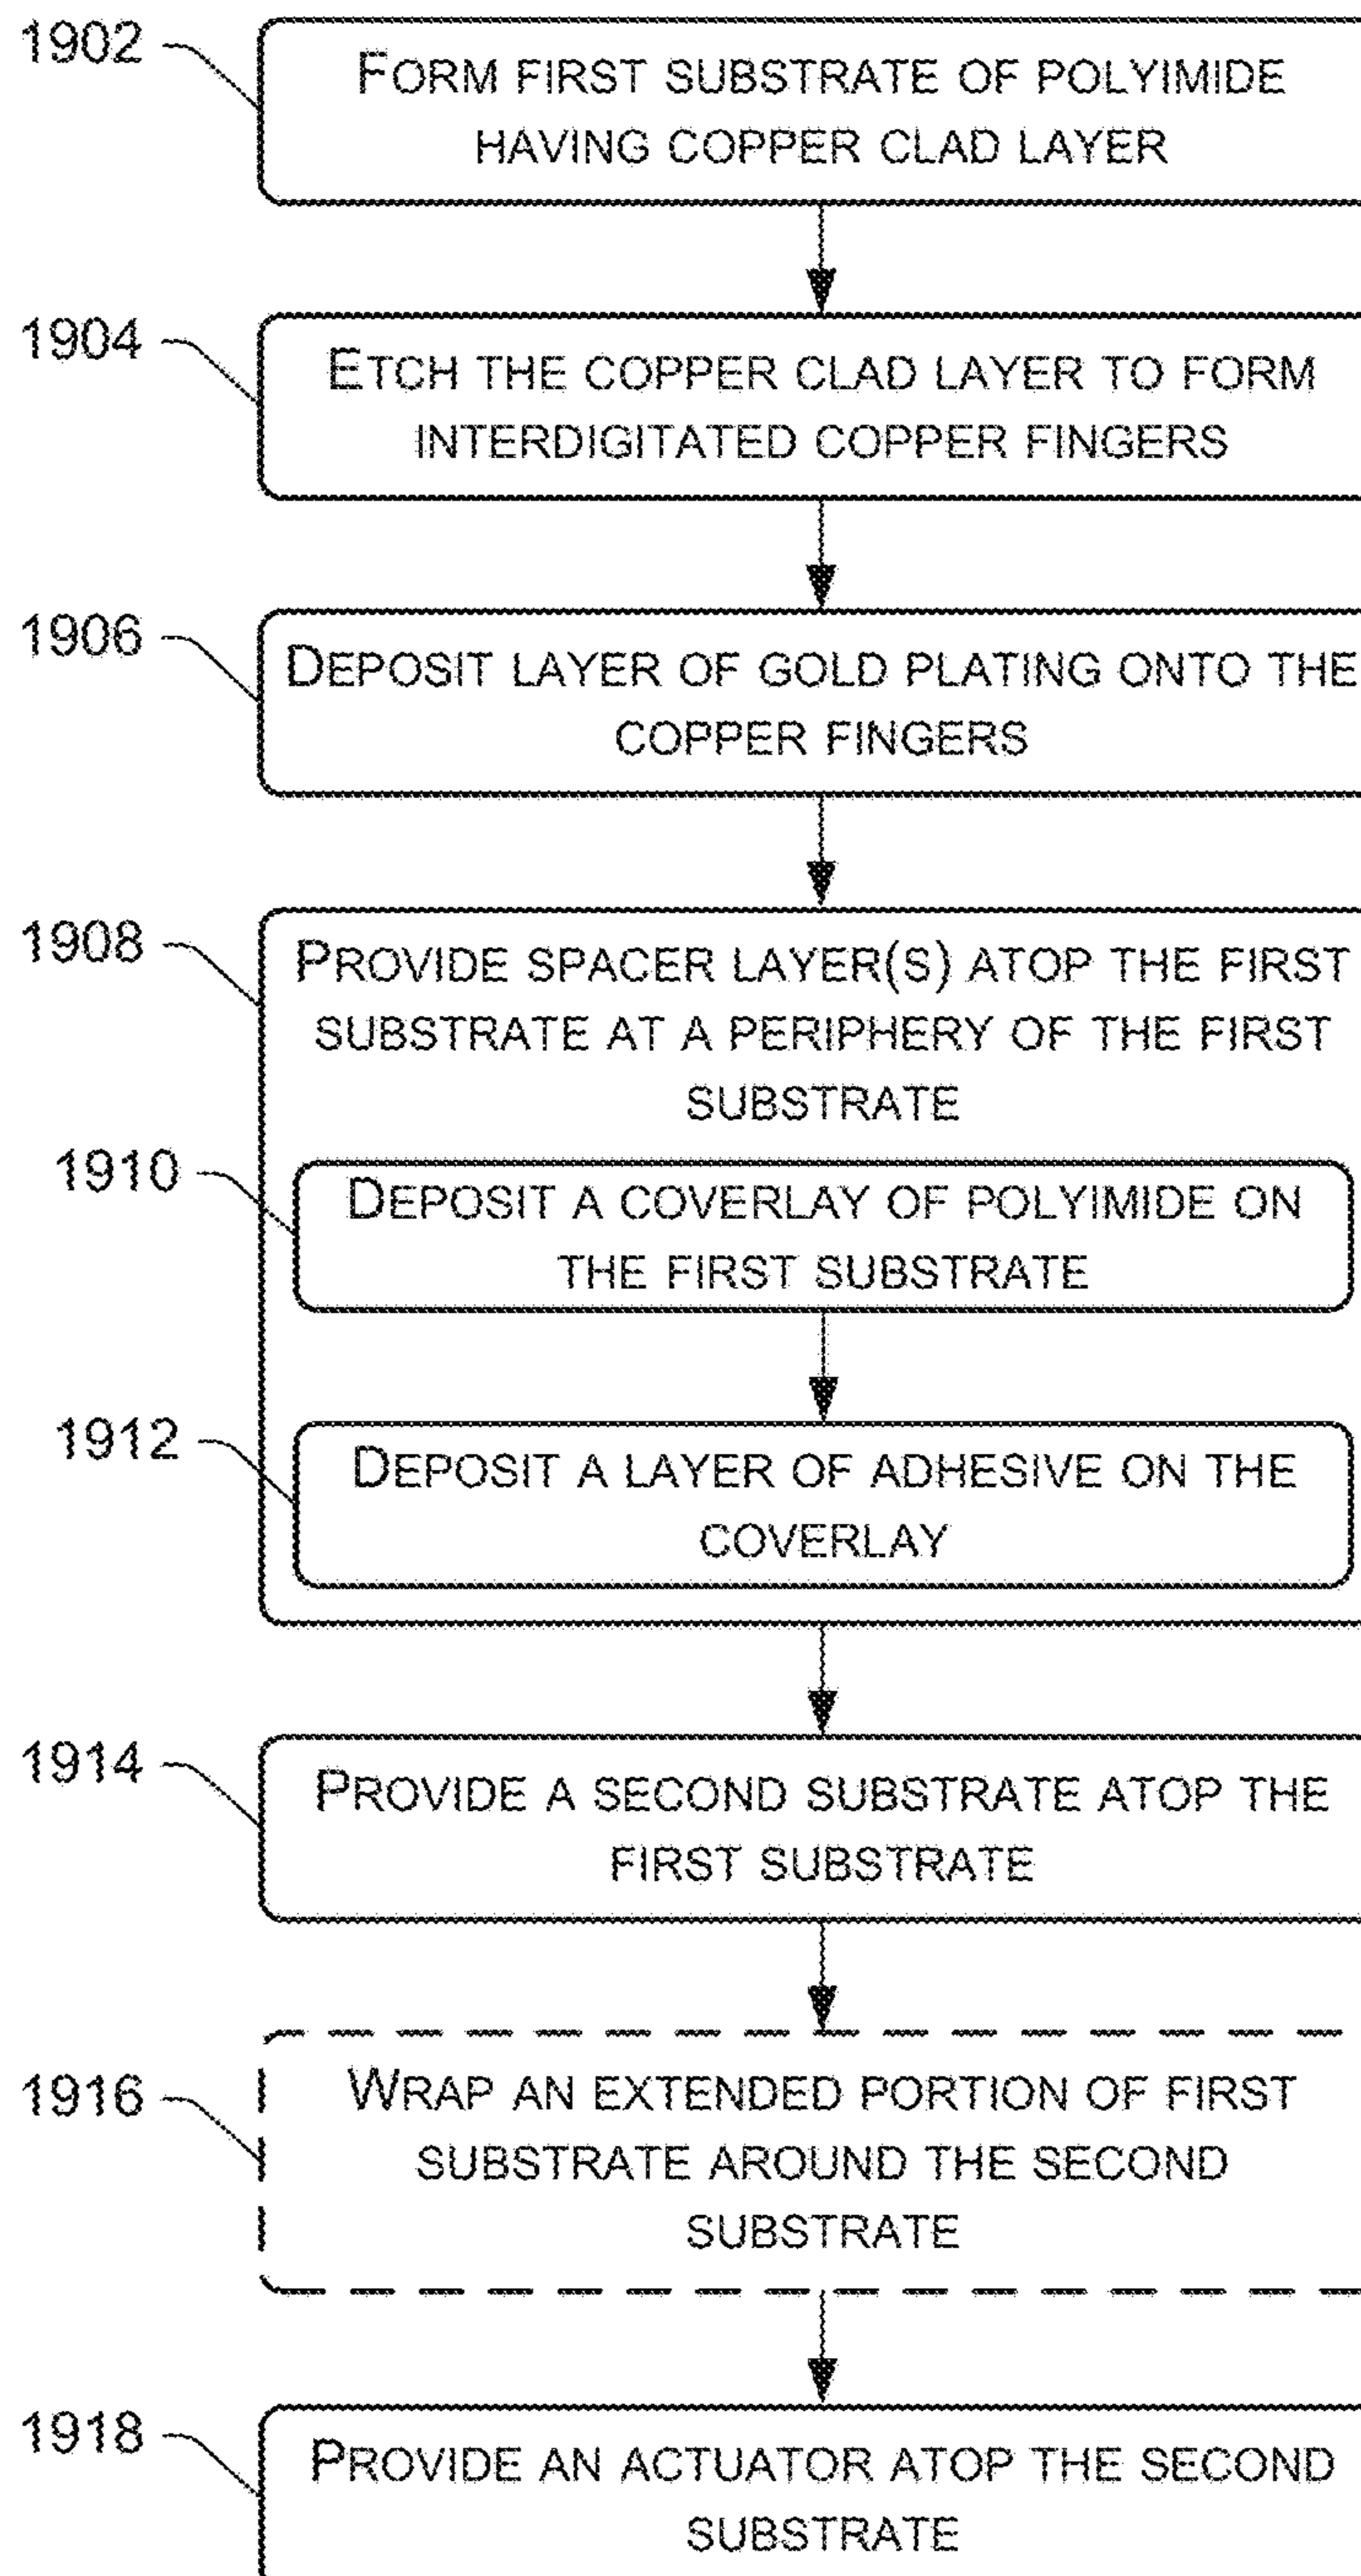 1902
FORM FIRST SUBSTRATE OF POLYIMIDE
HAVING COPPER CLAD LAYER
1904
ETCH THE COPPER CLAD LAYER TO FORM
INTERDIGITATED COPPER FINGERS
1906
DEPOSIT LAYER OF GOLD PLATING ONTO THE
COPPER FINGERS
1908
PROVIDE SPACER LAYER(S) ATOP THE FIRST
SUBSTRATE AT A PERIPHERY OF THE FIRST
SUBSTRATE
1910
DEPOSIT A COVERLAY OF POLYIMIDE ON
THE FIRST SUBSTRATE
1912
DEPOSIT A LAYER OF ADHESIVE ON THE
COVERLAY
1914
PROVIDE A SECOND SUBSTRATE ATOP THE
FIRST SUBSTRATE
1916
WRAP AN EXTENDED PORTION OF FIRST
SUBSTRATE AROUND THE SECOND
SUBSTRATE
1918
PROVIDE AN ACTUATOR ATOP THE SECOND
SUBSTRATE